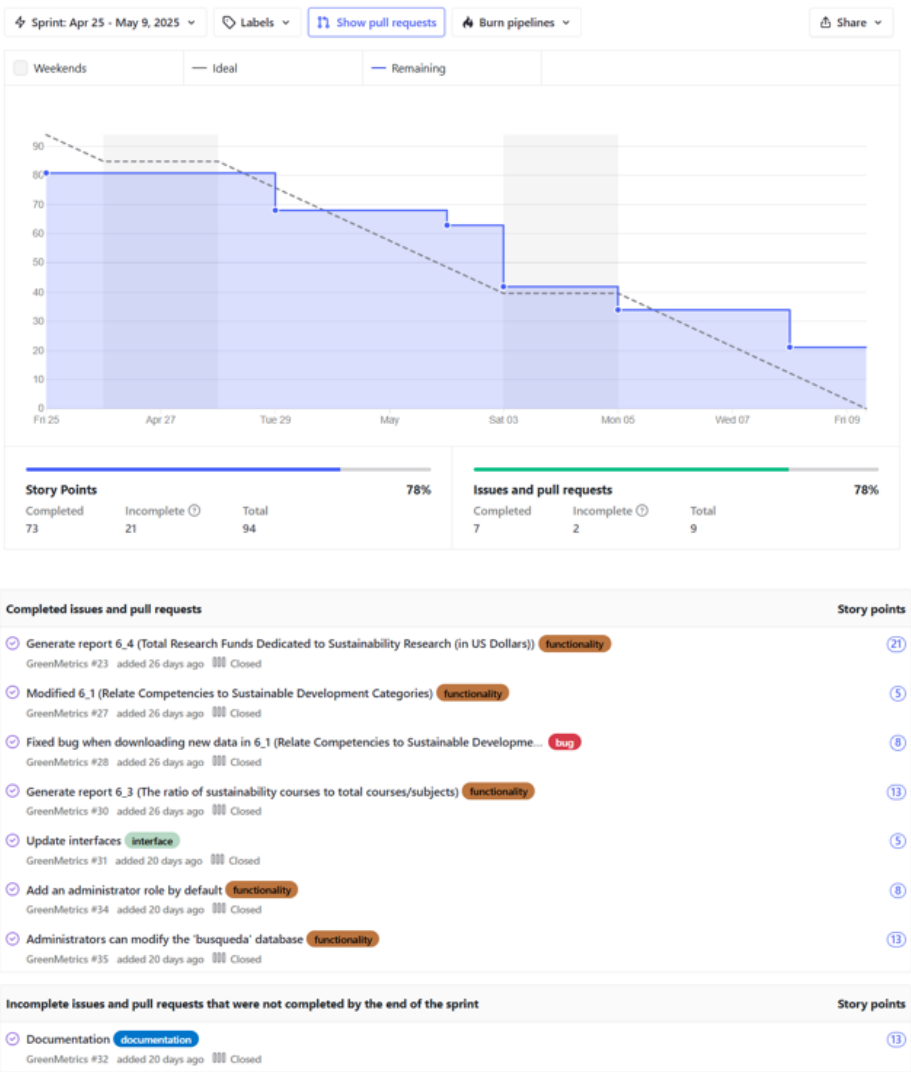 Sprint: Apr 25 - May 9, 2025 Labels Show pull requests Burn pipelines Share
Weekends Ideal Remaining
90
80
70
60
50
40
30
20
10
0
Fri 25 Apr 27 Tue 29 May Sat 03 Mon 05 Wed 07 Fri 09
Story Points 78%
Completed Incomplete ? Total
73 21 94
Issues and pull requests 78%
Completed Incomplete ? Total
7 2 9
Completed issues and pull requests Story points
Generate report 6_4 (Total Research Funds Dedicated to Sustainability Research (in US Dollars)) functionality 21
GreenMetrics #23 added 26 days ago Closed
Modified 6_1 (Relate Competencies to Sustainable Development Categories) functionality 5
GreenMetrics #27 added 26 days ago Closed
Fixed bug when downloading new data in 6_1 (Relate Competencies to Sustainable Developme... bug 8
GreenMetrics #28 added 26 days ago Closed
Generate report 6_3 (The ratio of sustainability courses to total courses/subjects) functionality 13
GreenMetrics #30 added 26 days ago Closed
Update interfaces interface 5
GreenMetrics #31 added 20 days ago Closed
Add an administrator role by default functionality 8
GreenMetrics #34 added 20 days ago Closed
Administrators can modify the 'busqueda' database functionality 13
GreenMetrics #35 added 20 days ago Closed
Incomplete issues and pull requests that were not completed by the end of the sprint Story points
Documentation documentation 13
GreenMetrics #32 added 20 days ago Closed